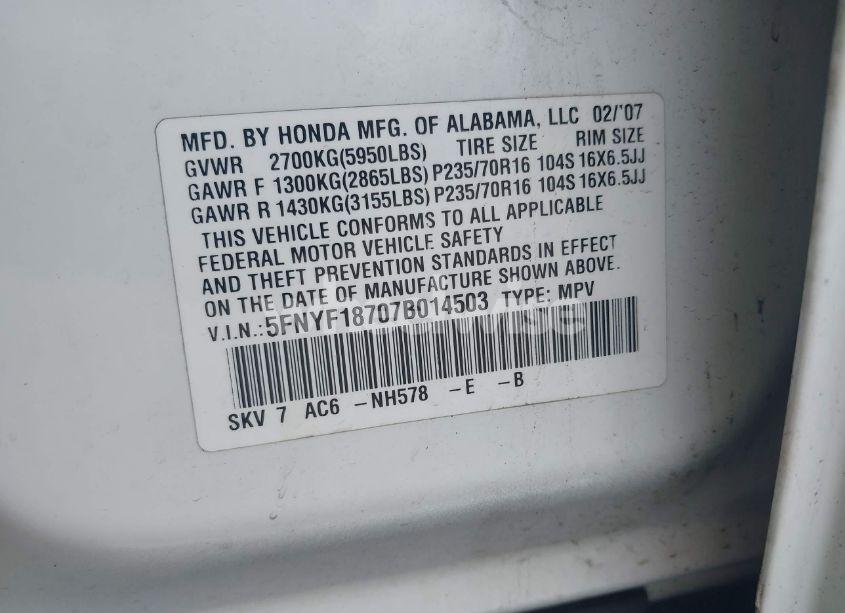 MFD. BY HONDA MFG. OF ALABAMA, LLC 02/'07
GVWR 2700KG(5950LBS) TIRE SIZE RIM SIZE
GAWR F 1300KG(2865LBS) P235/70R16 104S 16X6.5JJ
GAWR R 1430KG(3155LBS) P235/70R16 104S 16X6.5JJ
THIS VEHICLE CONFORMS TO ALL APPLICABLE
FEDERAL MOTOR VEHICLE SAFETY
AND THEFT PREVENTION STANDARDS IN EFFECT
ON THE DATE OF MANUFACTURE SHOWN ABOVE.
V.I.N.: 5FNYF18707B014503 TYPE: MPV
SKV 7 AC6 -NH578 -E -B